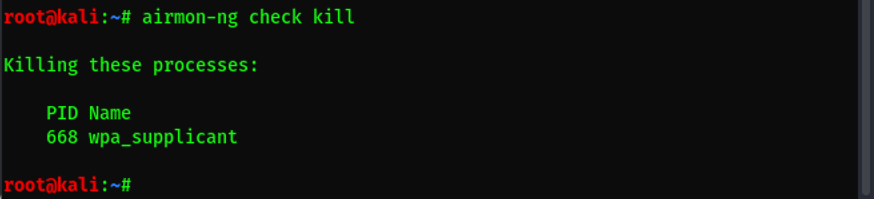 root@kali:~# airmon-ng check kill
Killing these processes:
PID Name
668 wpa_supplicant
root@kali:~#